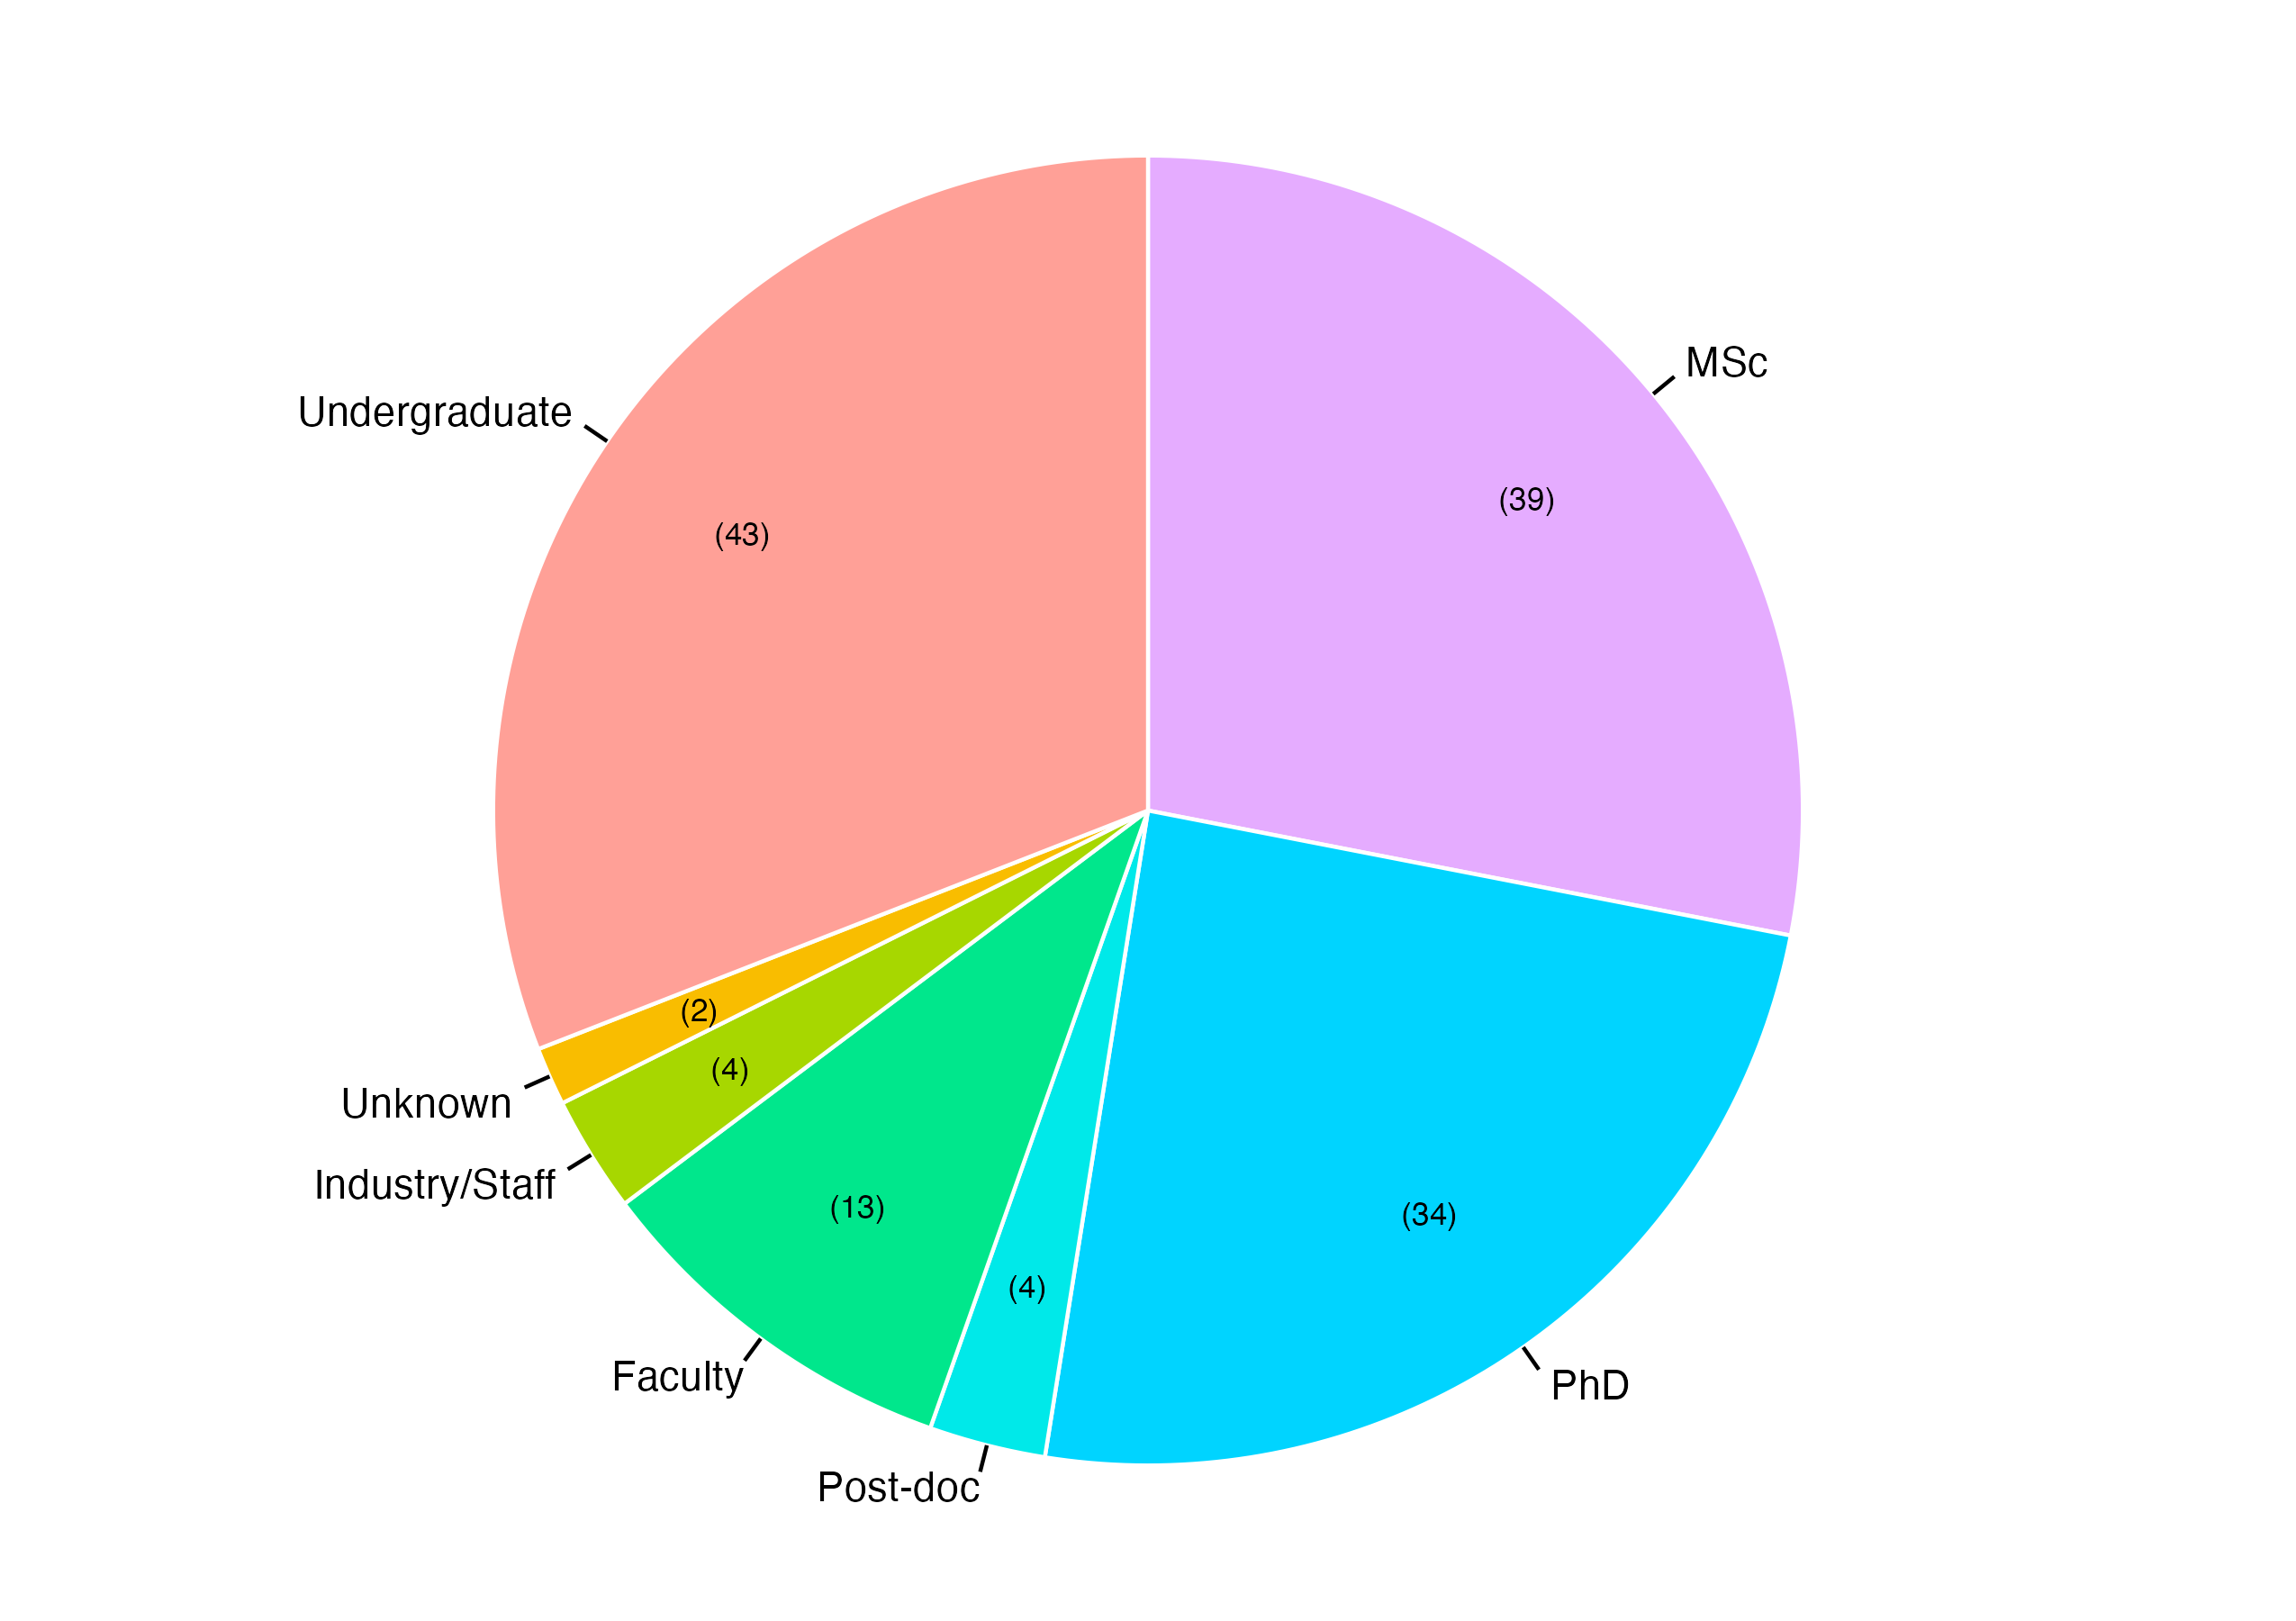 MSc
Undergraduate
(39)
(43)
(2)
(4)
Unknown
Industry/Staff
(13)
(34)
(4)
Faculty
PhD
Post-doc